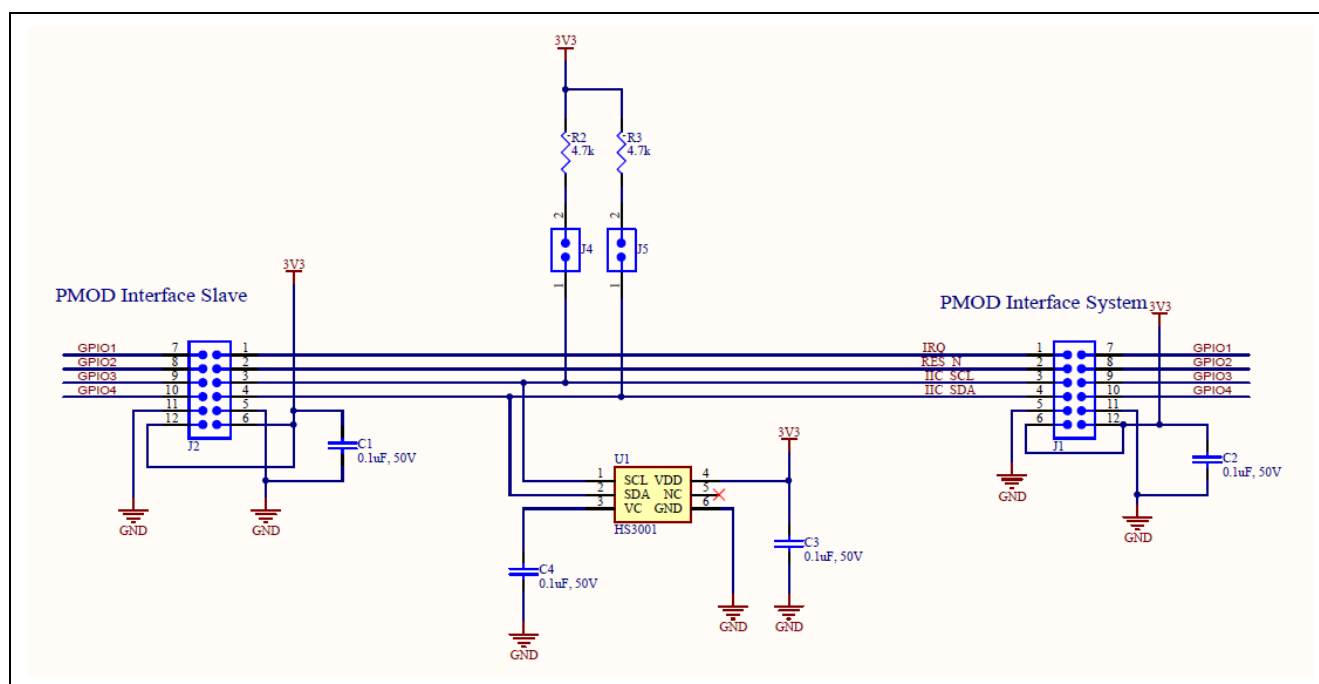 3V3
R2
4.7k
R3
4.7k
2
2
J4
J5
1
1
3V3
PMOD Interface Slave
PMOD Interface System
3V3
GPIO1
7
1
IRQ
1
7
GPIO1
GPIO2
8
2
RES_N
2
8
GPIO2
GPIO3
9
3
IIC_SCL
3
9
GPIO3
GPIO4
10
4
IIC_SDA
4
10
GPIO4
11
5
5
11
12
6
6
12
J2
C1
0.1uF, 50V
J1
C2
0.1uF, 50V
3V3
U1
1
SCL VDD
4
2
SDA NC
5
3
VC GND
6
HS3001
C4
0.1uF, 50V
C3
0.1uF, 50V
GND
GND
GND
GND
GND
GND
GND